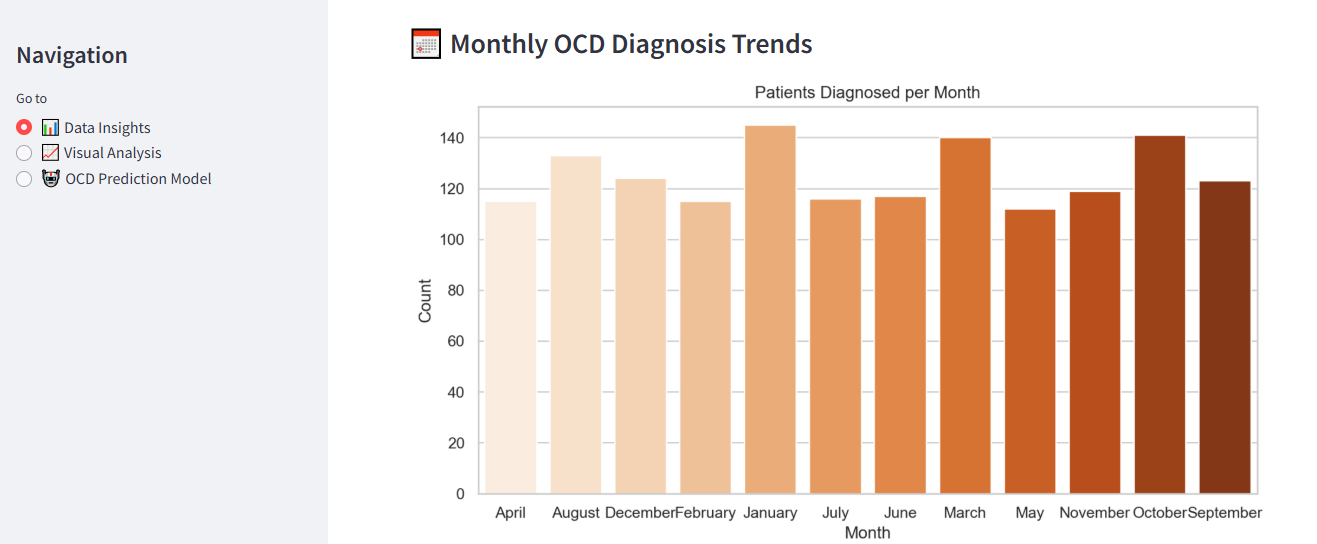 Navigation
Go to
Data Insights
Visual Analysis
OCD Prediction Model
Monthly OCD Diagnosis Trends
Patients Diagnosed per Month
140
120
100
80
60
40
20
0
Count
April August December February January July June March May November October September
Month